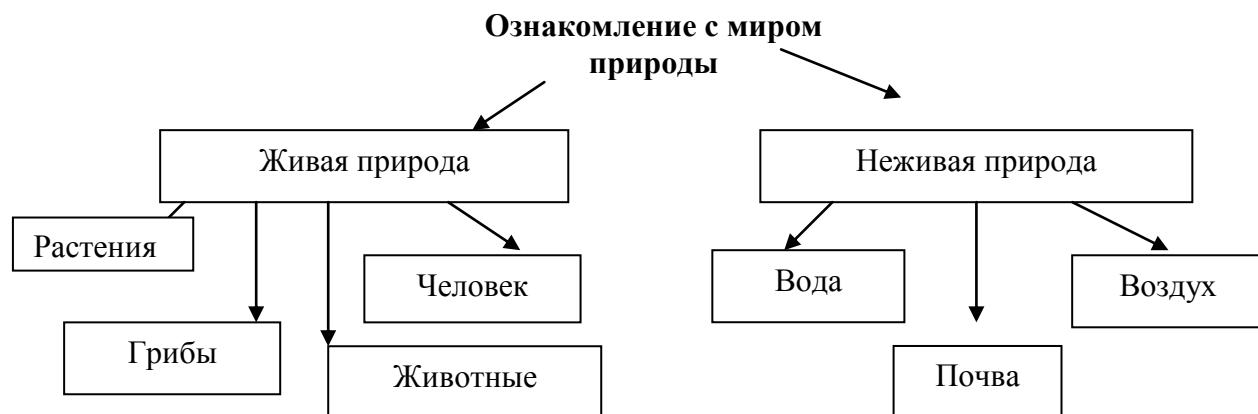 Ознакомление с миром
природы
Живая природа
Неживая природа
Растения
Человек
Вода
Воздух
Грибы
Животные
Почва